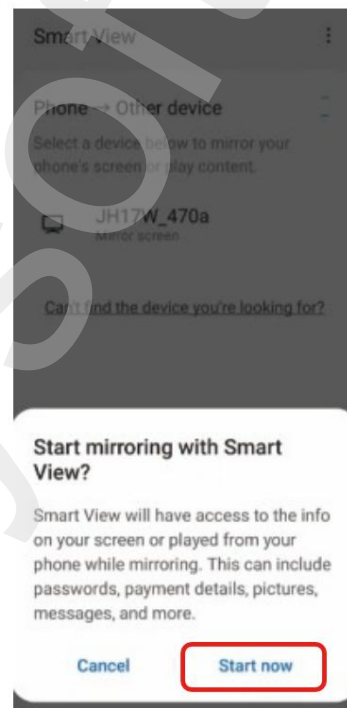 Smart View
Phone → Other device
Select a device below to mirror your
phone's screen or play content.
JH17W_470a
Mirror screen
Can't find the device you're looking for?
Start mirroring with Smart
View?
Smart View will have access to the info
on your screen or played from your
phone while mirroring. This can include
passwords, payment details, pictures,
messages, and more.
Cancel
Start now